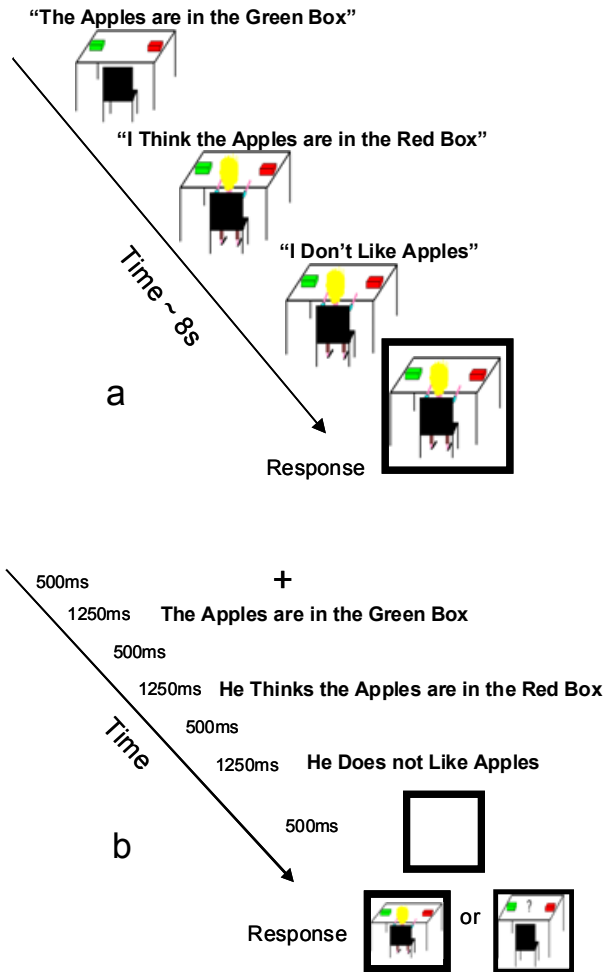 “The Apples are in the Green Box”
“I Think the Apples are in the Red Box”
“I Don’t Like Apples”
Time ~ 8s
a
Response
500ms
+
1250ms The Apples are in the Green Box
500ms
1250ms He Thinks the Apples are in the Red Box
500ms
Time
1250ms He Does not Like Apples
500ms
b
Response or
?